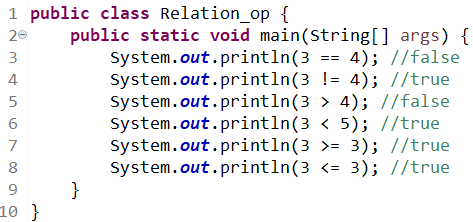 1 public class Relation_op {
2     public static void main(String[] args) {
3         System.out.println(3 == 4); //false
4         System.out.println(3 != 4); //true
5         System.out.println(3 > 4); //false
6         System.out.println(3 < 5); //true
7         System.out.println(3 >= 3); //true
8         System.out.println(3 <= 3); //true
9     }
10 }